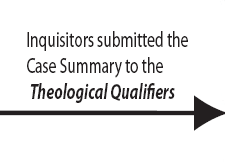 Inquisitors submitted the
Case Summary to the
Theological Qualifiers